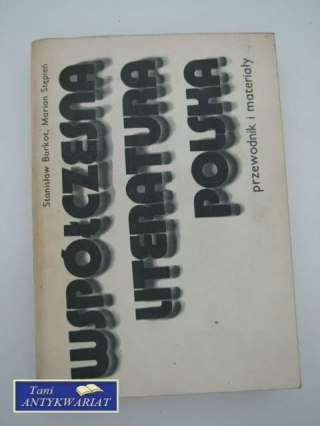 Stanisław Burkot, Marian Stępień
WSPÓŁCZESNA
LITERATURA
POLSKA
przewodnik i materiały
Tani
ANTYKWARIAT